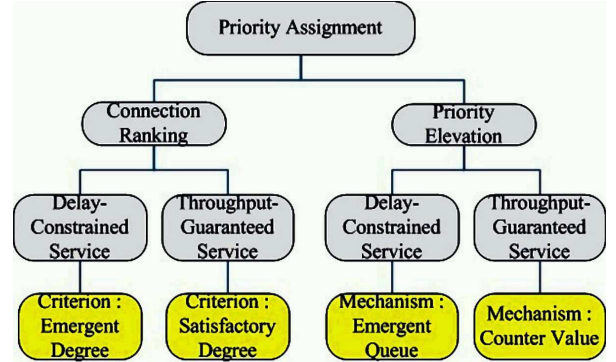 Priority Assignment
Connection
Ranking
Priority
Elevation
Delay-
Constrained
Service
Throughput-
Guaranteed
Service
Delay-
Constrained
Service
Throughput-
Guaranteed
Service
Criterion :
Emergent
Degree
Criterion :
Satisfactory
Degree
Mechanism :
Emergent
Queue
Mechanism :
Counter Value